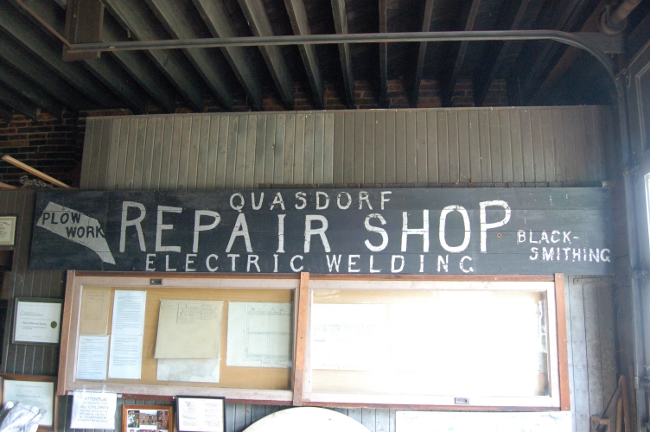 QUASDORF
PLOW
WORK
REPAIR SHOP
BLACK-
SMITHING
ELECTRIC WELDING